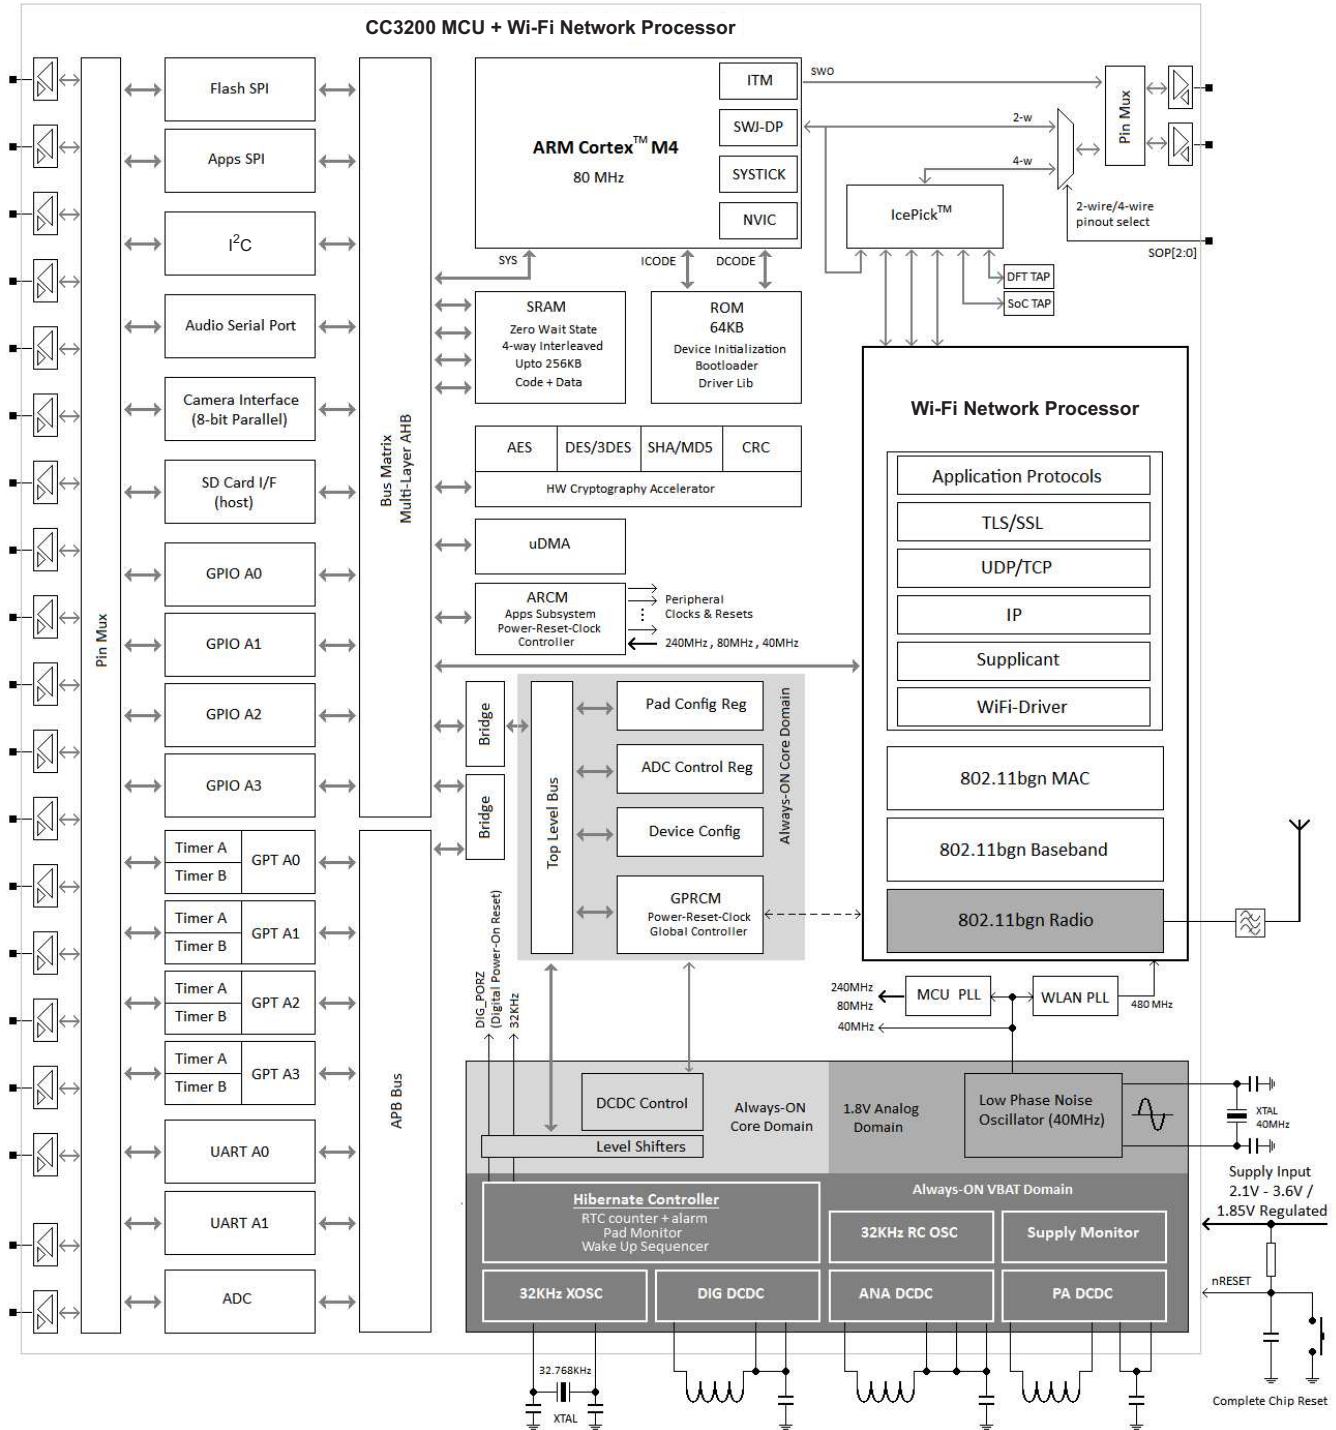 CC3200 MCU + Wi-Fi Network Processor
Pin Mux
Flash SPI
Apps SPI
I2C
Audio Serial Port
Camera Interface
(8-bit Parallel)
SD Card I/F
(host)
GPIO A0
GPIO A1
GPIO A2
GPIO A3
Timer A
Timer B
GPT A0
Timer A
Timer B
GPT A1
Timer A
Timer B
GPT A2
Timer A
Timer B
GPT A3
UART A0
UART A1
ADC
Bus Matrix
Multi-Layer AHB
APB Bus
ARM Cortex™ M4
80 MHz
ITM
SWJ-DP
SYSTICK
NVIC
SWO
2-w
4-w
Pin Mux
IcePick™
2-wire/4-wire
pinout select
SOP[2:0]
DFT TAP
SoC TAP
SYS
ICODE
DCODE
SRAM
Zero Wait State
4-way Interleaved
Upto 256KB
Code + Data
ROM
64KB
Device Initialization
Bootloader
Driver Lib
AES
DES/3DES
SHA/MD5
CRC
HW Cryptography Accelerator
uDMA
ARCM
Apps Subsystem
Power-Reset-Clock
Controller
Peripheral
Clocks & Resets
240MHz , 80MHz , 40MHz
Wi-Fi Network Processor
Application Protocols
TLS/SSL
UDP/TCP
IP
Supplicant
WiFi-Driver
802.11bgn MAC
802.11bgn Baseband
802.11bgn Radio
Bridge
Bridge
Top Level Bus
Pad Config Reg
ADC Control Reg
Device Config
GPRCM
Power-Reset-Clock
Global Controller
Always-ON Core Domain
DIG_PORZ
(Digital Power-On Reset)
32KHz
240MHz
80MHz
40MHz
MCU PLL
WLAN PLL
480 MHz
DCDC Control
Level Shifters
Always-ON
Core Domain
1.8V Analog
Domain
Low Phase Noise
Oscillator (40MHz)
XTAL
40MHz
Supply Input
2.1V - 3.6V /
1.85V Regulated
Hibernate Controller
RTC counter + alarm
Pad Monitor
Wake Up Sequencer
Always-ON VBAT Domain
32KHz RC OSC
Supply Monitor
32KHz XOSC
DIG DCDC
ANA DCDC
PA DCDC
nRESET
32.768KHz
XTAL
Complete Chip Reset